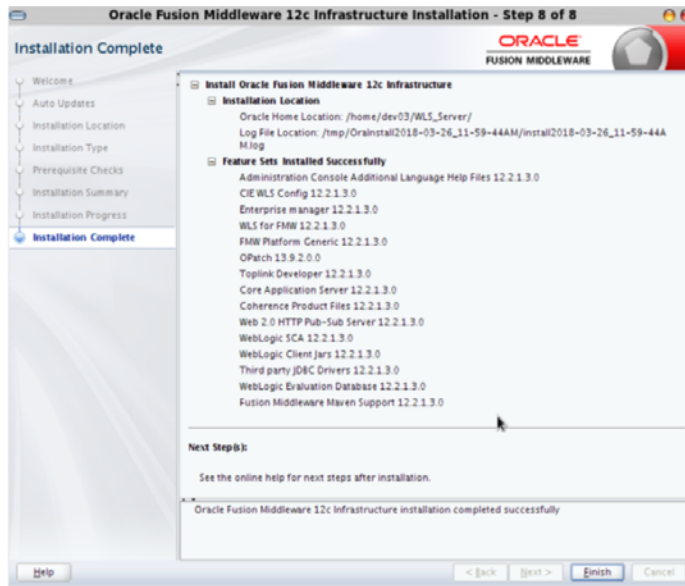 Oracle Fusion Middleware 12c Infrastructure Installation - Step 8 of 8
Installation Complete
ORACLE
FUSION MIDDLEWARE
Welcome
Auto Updates
Installation Location
Installation Type
Prerequisite Checks
Installation Summary
Installation Progress
Installation Complete
Install Oracle Fusion Middleware 12c Infrastructure
Installation Location
Oracle Home Location: /home/dev03/WLS_Server/
Log File Location: /tmp/OraInstall2018-03-26_11-59-44AM/install2018-03-26_11-59-44A
M.log
Feature Sets Installed Successfully
Administration Console Additional Language Help Files 12.2.1.3.0
CIE WLS Config 12.2.1.3.0
Enterprise manager 12.2.1.3.0
WLS for FMW 12.2.1.3.0
FMW Platform Generic 12.2.1.3.0
OPatch 13.9.2.0.0
Toplink Developer 12.2.1.3.0
Core Application Server 12.2.1.3.0
Coherence Product Files 12.2.1.3.0
Web 2.0 HTTP Pub-Sub Server 12.2.1.3.0
WebLogic SCA 12.2.1.3.0
WebLogic Client Jars 12.2.1.3.0
Third party JDBC Drivers 12.2.1.3.0
WebLogic Evaluation Database 12.2.1.3.0
Fusion Middleware Maven Support 12.2.1.3.0
Next Step(s):
See the online help for next steps after installation.
Oracle Fusion Middleware 12c Infrastructure installation completed successfully
Help
< Back
Next >
Finish
Cancel